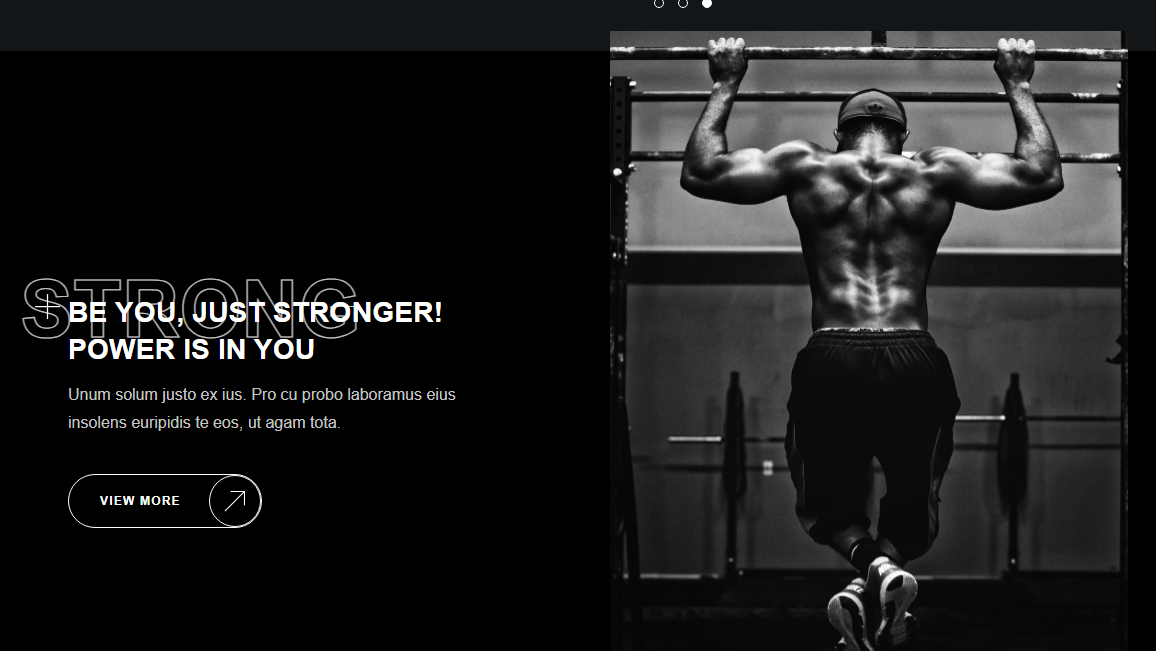 STRONG
BE YOU, JUST STRONGER!
POWER IS IN YOU
Unum solum justo ex ius. Pro cu probo laboramus eius
insolens euripidis te eos, ut agam tota.
VIEW MORE